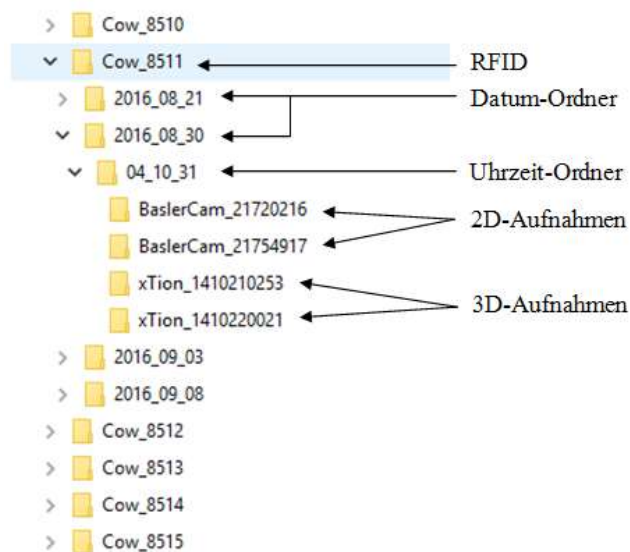 Cow_8510
Cow_8511 RFID
2016_08_21 Datum-Ordner
2016_08_30
04_10_31 Uhrzeit-Ordner
BaslerCam_21720216
2D-Aufnahmen
BaslerCam_21754917
xTion_1410210253
3D-Aufnahmen
xTion_1410220021
2016_09_03
2016_09_08
Cow_8512
Cow_8513
Cow_8514
Cow_8515